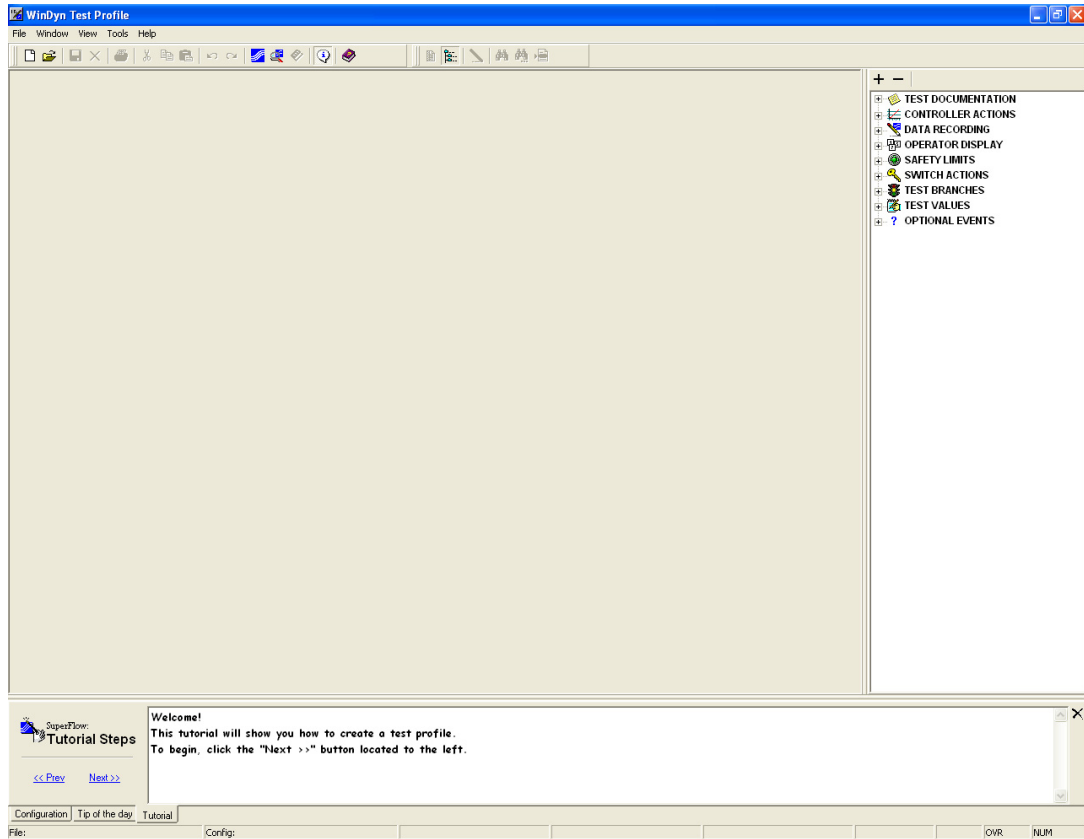 WinDyn Test Profile
File Window View Tools Help
TEST DOCUMENTATION
CONTROLLER ACTIONS
DATA RECORDING
OPERATOR DISPLAY
SAFETY LIMITS
SWITCH ACTIONS
TEST BRANCHES
TEST VALUES
? OPTIONAL EVENTS
SuperFlow:
Tutorial Steps
<< Prev Next >>
Welcome!
This tutorial will show you how to create a test profile.
To begin, click the "Next >>" button located to the left.
Configuration Tip of the day Tutorial
File: Config: OVR NUM